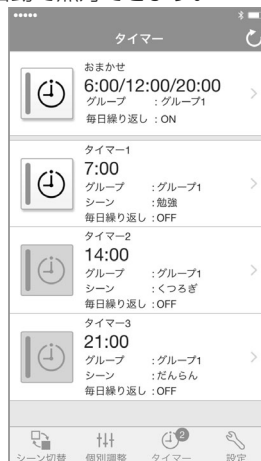 タイマー
おまかせ
6:00/12:00/20:00
グループ :グループ1
毎日繰り返し:ON
タイマー1
7:00
グループ :グループ1
シーン :勉強
毎日繰り返し:OFF
タイマー2
14:00
グループ :グループ1
シーン :くつろぎ
毎日繰り返し:OFF
タイマー3
21:00
グループ :グループ1
シーン :だんらん
毎日繰り返し:OFF
2
シーン切替 個別調整 タイマー 設定